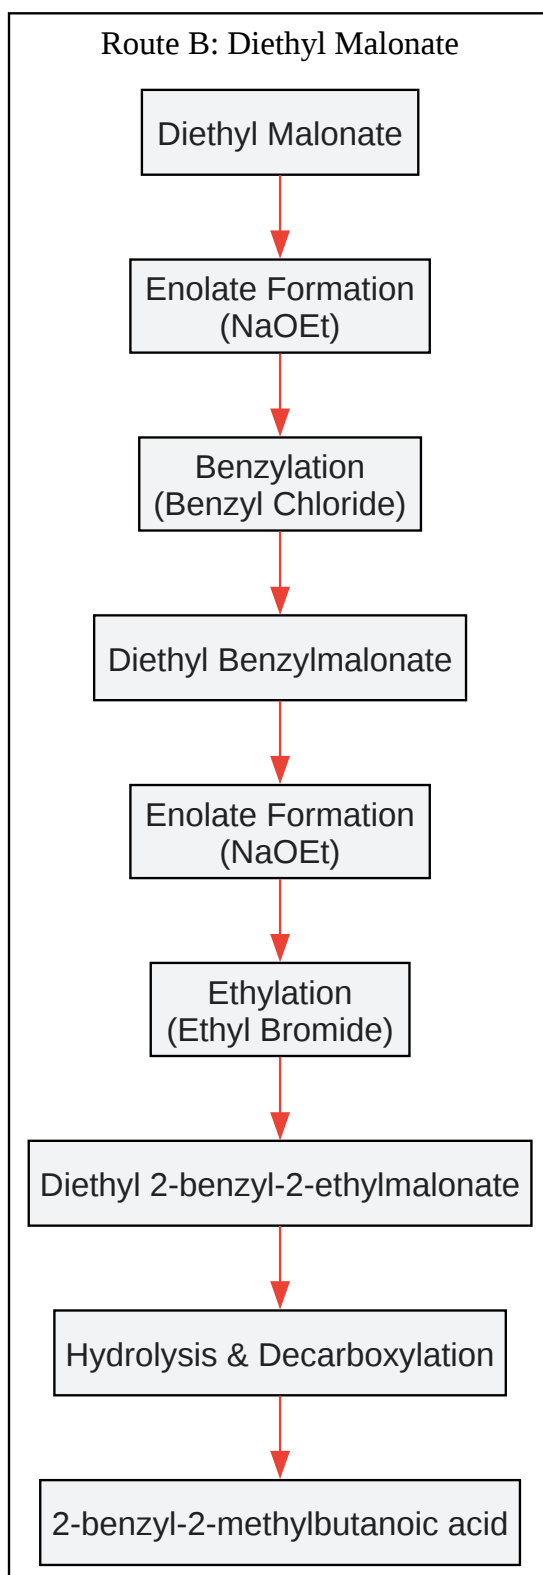 Route B: Diethyl Malonate
Diethyl Malonate
Enolate Formation
(NaOEt)
Benzylation
(Benzyl Chloride)
Diethyl Benzylmalonate
Enolate Formation
(NaOEt)
Ethylation
(Ethyl Bromide)
Diethyl 2-benzyl-2-ethylmalonate
Hydrolysis & Decarboxylation
2-benzyl-2-methylbutanoic acid